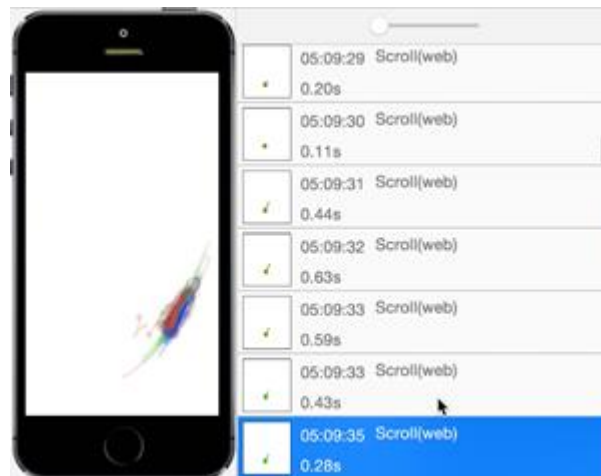 05:09:29 Scroll(web)
0.20s
05:09:30 Scroll(web)
0.11s
05:09:31 Scroll(web)
0.44s
05:09:32 Scroll(web)
0.63s
05:09:33 Scroll(web)
0.59s
05:09:33 Scroll(web)
0.43s
05:09:35 Scroll(web)
0.28s